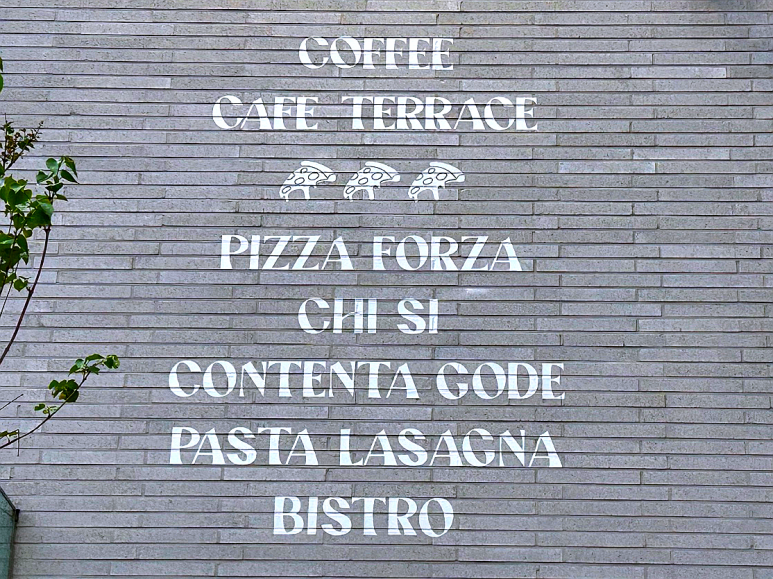 COFFEE
CAFE TERRACE
PIZZA FORZA
CHI SI
CONTENTA GODE
PASTA LASAGNA
BISTRO